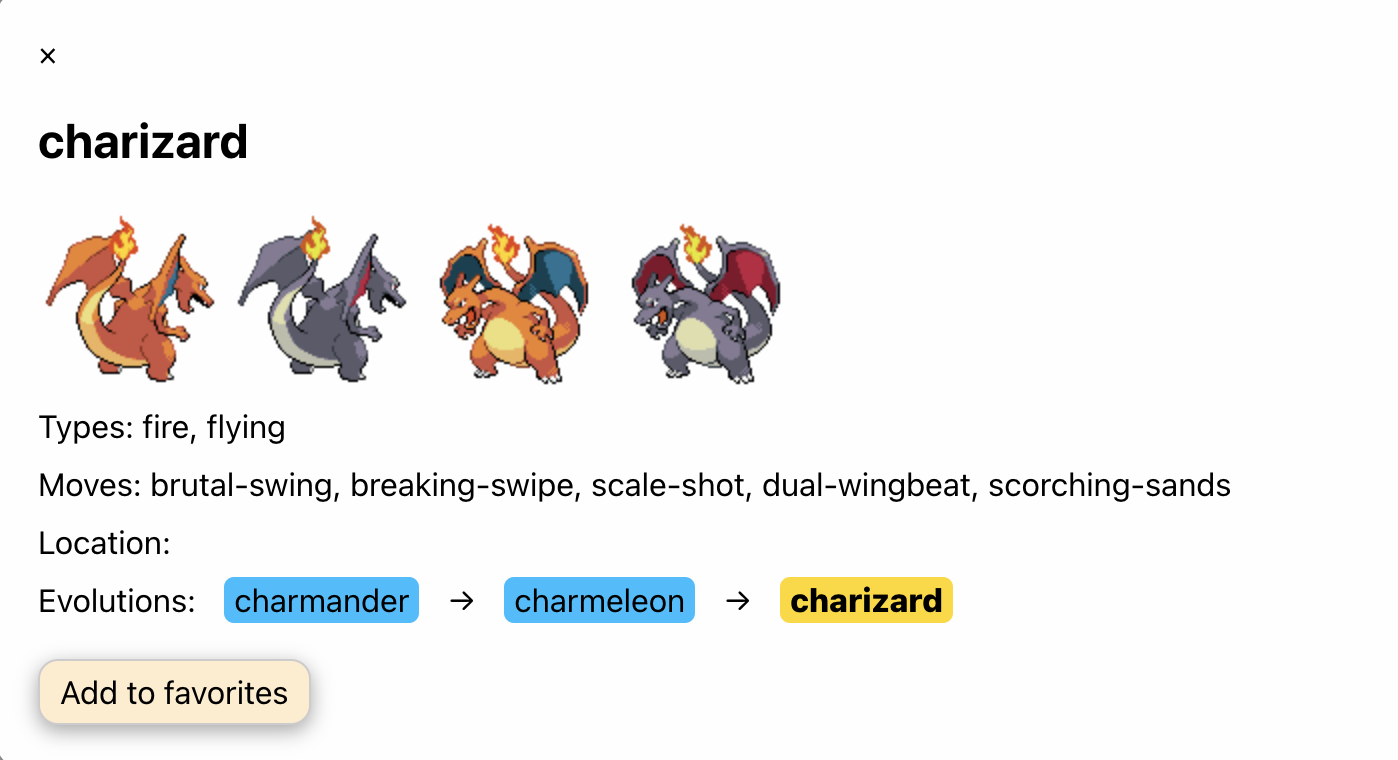 ×
charizard
Types: fire, flying
Moves: brutal-swing, breaking-swipe, scale-shot, dual-wingbeat, scorching-sands
Location:
Evolutions: charmander → charmeleon → charizard
Add to favorites